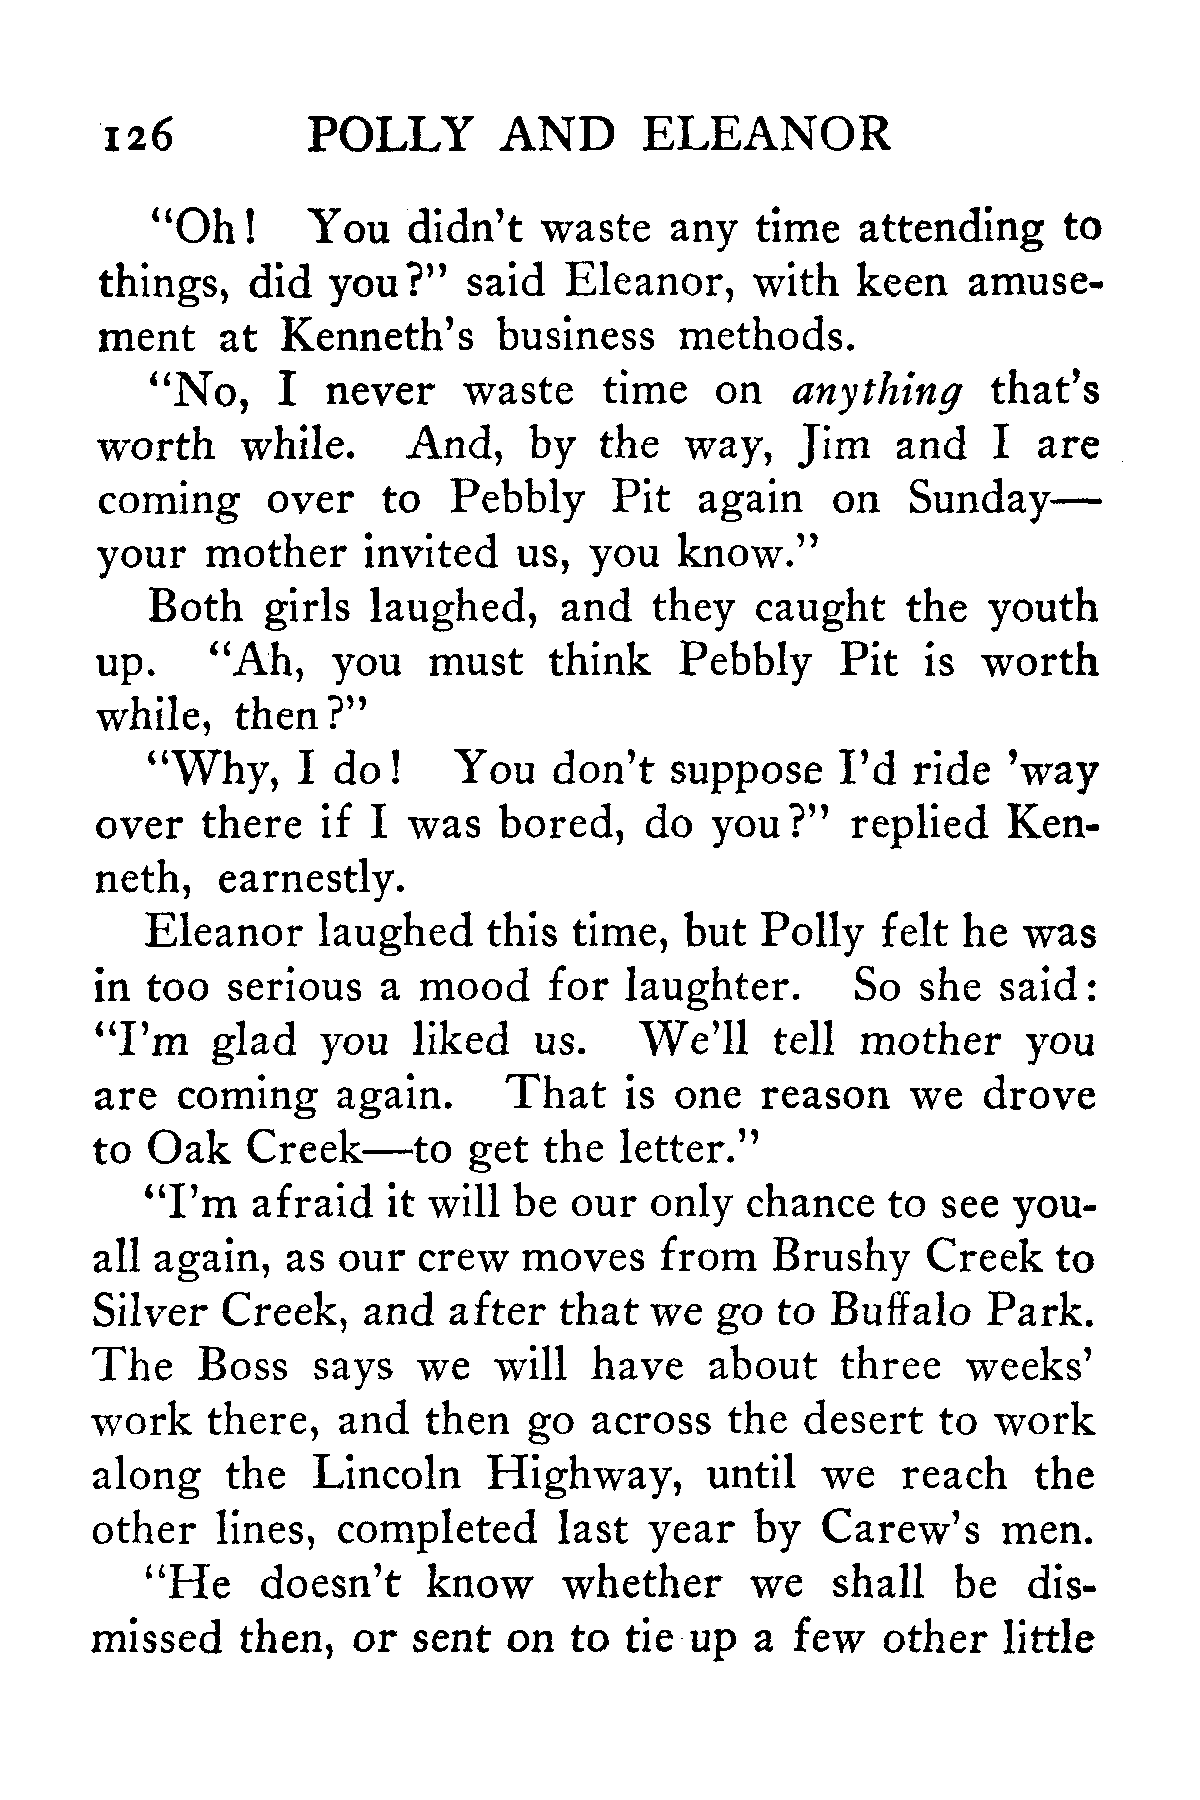 126 POLLY AND ELEANOR
“Oh! You didn’t waste any time attending to
things, did you?” said Eleanor, with keen amuse-
ment at Kenneth’s business methods.
“No, I never waste time on anything that’s
worth while. And, by the way, Jim and I are
coming over to Pebbly Pit again on Sunday—
your mother invited us, you know.”
Both girls laughed, and they caught the youth
up. “Ah, you must think Pebbly Pit is worth
while, then?”
“Why, I do! You don’t suppose I’d ride ’way
over there if I was bored, do you?” replied Ken-
neth, earnestly.
Eleanor laughed this time, but Polly felt he was
in too serious a mood for laughter. So she said:
“I’m glad you liked us. We’ll tell mother you
are coming again. That is one reason we drove
to Oak Creek—to get the letter.”
“I’m afraid it will be our only chance to see you-
all again, as our crew moves from Brushy Creek to
Silver Creek, and after that we go to Buffalo Park.
The Boss says we will have about three weeks’
work there, and then go across the desert to work
along the Lincoln Highway, until we reach the
other lines, completed last year by Carew’s men.
“He doesn’t know whether we shall be dis-
missed then, or sent on to tie up a few other little